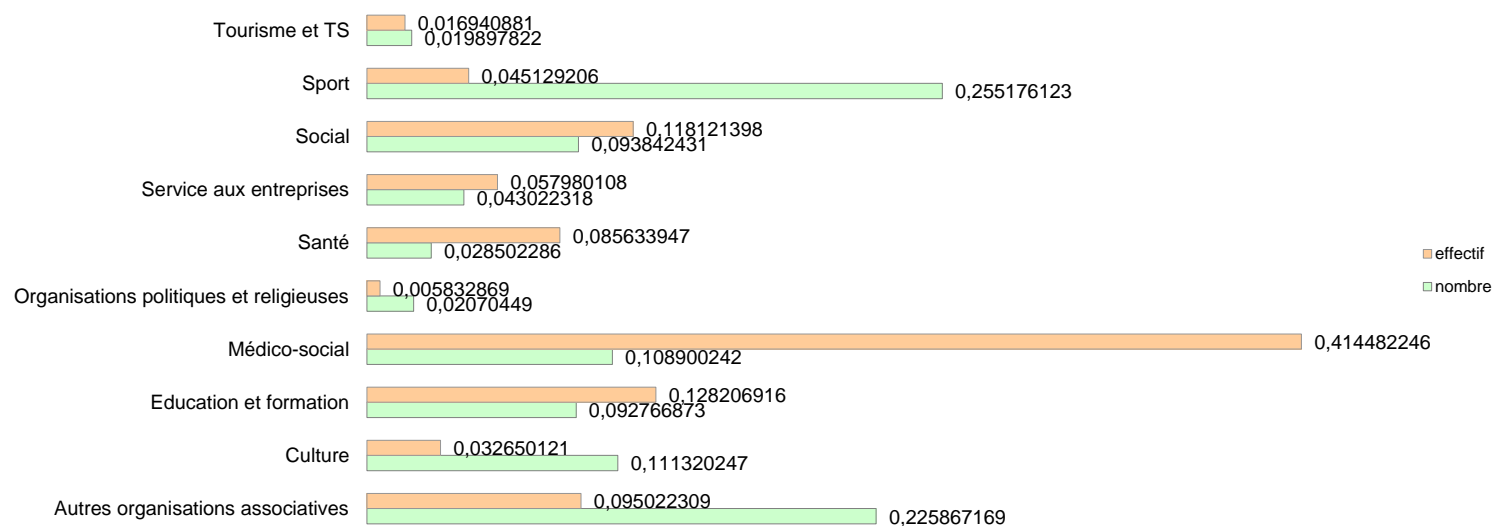 Tourisme et TS
0,016940881
0,019897822
Sport
0,045129206
0,255176123
Social
0,118121398
0,093842431
Service aux entreprises
0,057980108
0,043022318
Santé
0,085633947
0,028502286
effectif
nombre
Organisations politiques et religieuses
0,005832869
0,02070449
Médico-social
0,414482246
0,108900242
Education et formation
0,128206916
0,092766873
Culture
0,032650121
0,111320247
Autres organisations associatives
0,095022309
0,225867169